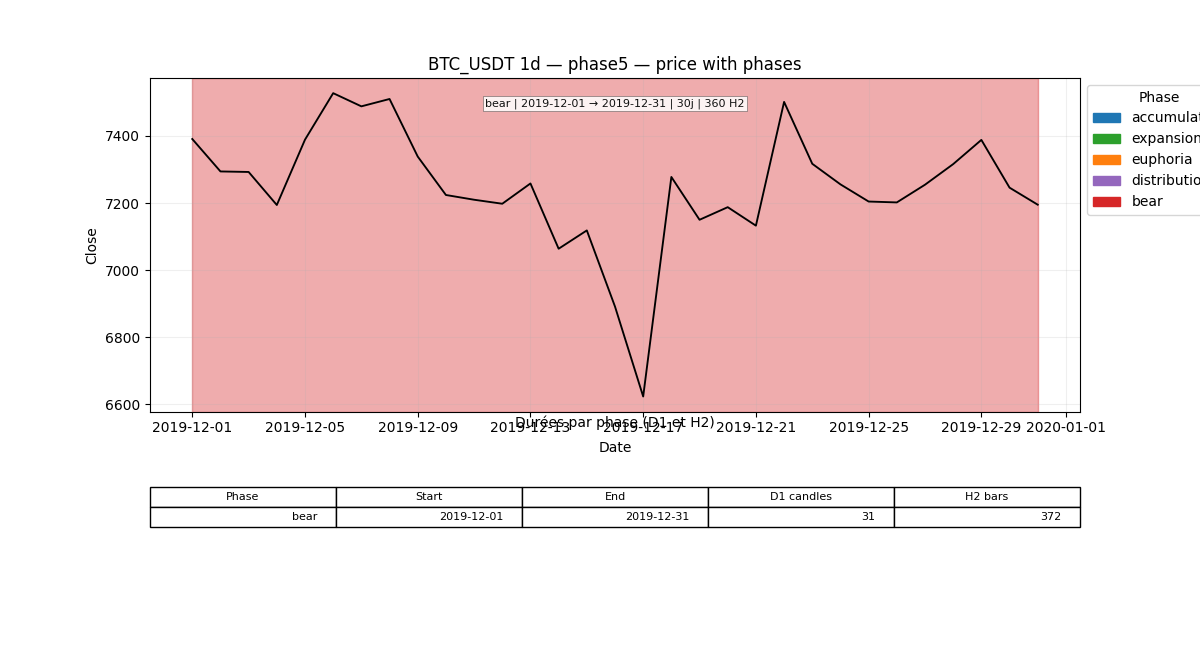 BTC_USDT 1d — phase5 — price with phases
bear | 2019-12-01 → 2019-12-31 | 30j | 360 H2
Phase
accumulat
expansion
euphoria
distributio
bear
Close
7400
7200
7000
6800
6600
2019-12-01 2019-12-05 2019-12-09 2019-12-13 2019-12-17 2019-12-21 2019-12-25 2019-12-29 2020-01-01
Durées par phase (D1 et H2)
Date
Phase Start End D1 candles H2 bars
bear 2019-12-01 2019-12-31 31 372